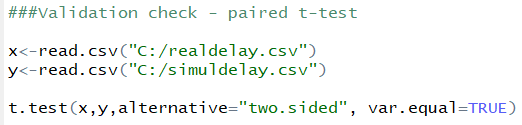 ###Validation check - paired t-test
x<-read.csv("C:/realdelay.csv")
y<-read.csv("C:/simuldelay.csv")
t.test(x,y,alternative="two.sided", var.equal=TRUE)